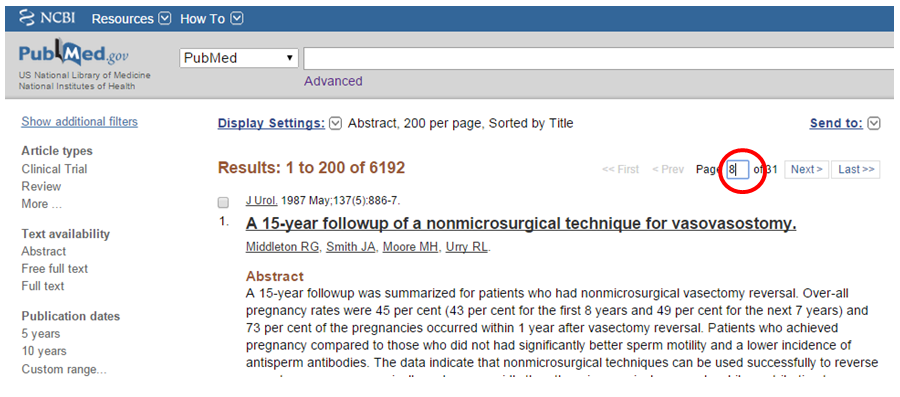 NCBI Resources How To
PubMed.gov
US National Library of Medicine
National Institutes of Health
PubMed
Advanced
Show additional filters
Article types
Clinical Trial
Review
More ...
Text availability
Abstract
Free full text
Full text
Publication dates
5 years
10 years
Custom range...
Display Settings: Abstract, 200 per page, Sorted by Title
Send to:
Results: 1 to 200 of 6192
<< First < Prev Page 8 of 31 Next > Last >>
J Urol. 1987 May;137(5):886-7.
1. A 15-year followup of a nonmicrosurgical technique for vasovasostomy.
Middleton RG, Smith JA, Moore MH, Urry RL.
Abstract
A 15-year followup was summarized for patients who had nonmicrosurgical vasectomy reversal. Over-all
pregnancy rates were 45 per cent (43 per cent for the first 8 years and 49 per cent for the next 7 years) and
73 per cent of the pregnancies occurred within 1 year after vasectomy reversal. Patients who achieved
pregnancy compared to those who did not had significantly better sperm motility and a lower incidence of
antisperm antibodies. The data indicate that nonmicrosurgical techniques can be used successfully to reverse